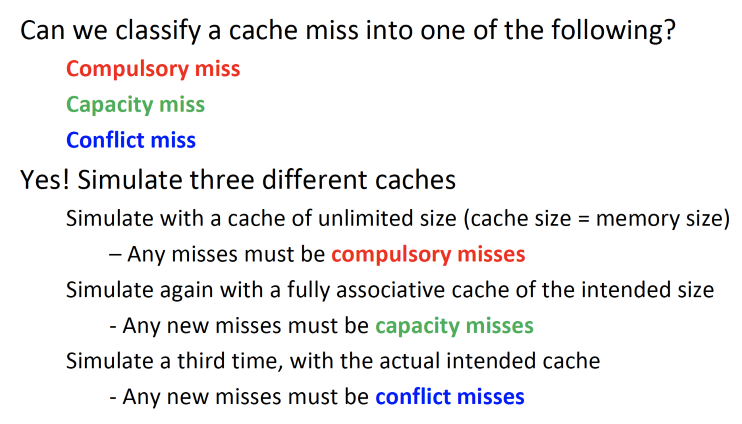 Can we classify a cache miss into one of the following?
Compulsory miss
Capacity miss
Conflict miss
Yes! Simulate three different caches
Simulate with a cache of unlimited size (cache size = memory size)
– Any misses must be compulsory misses
Simulate again with a fully associative cache of the intended size
- Any new misses must be capacity misses
Simulate a third time, with the actual intended cache
- Any new misses must be conflict misses